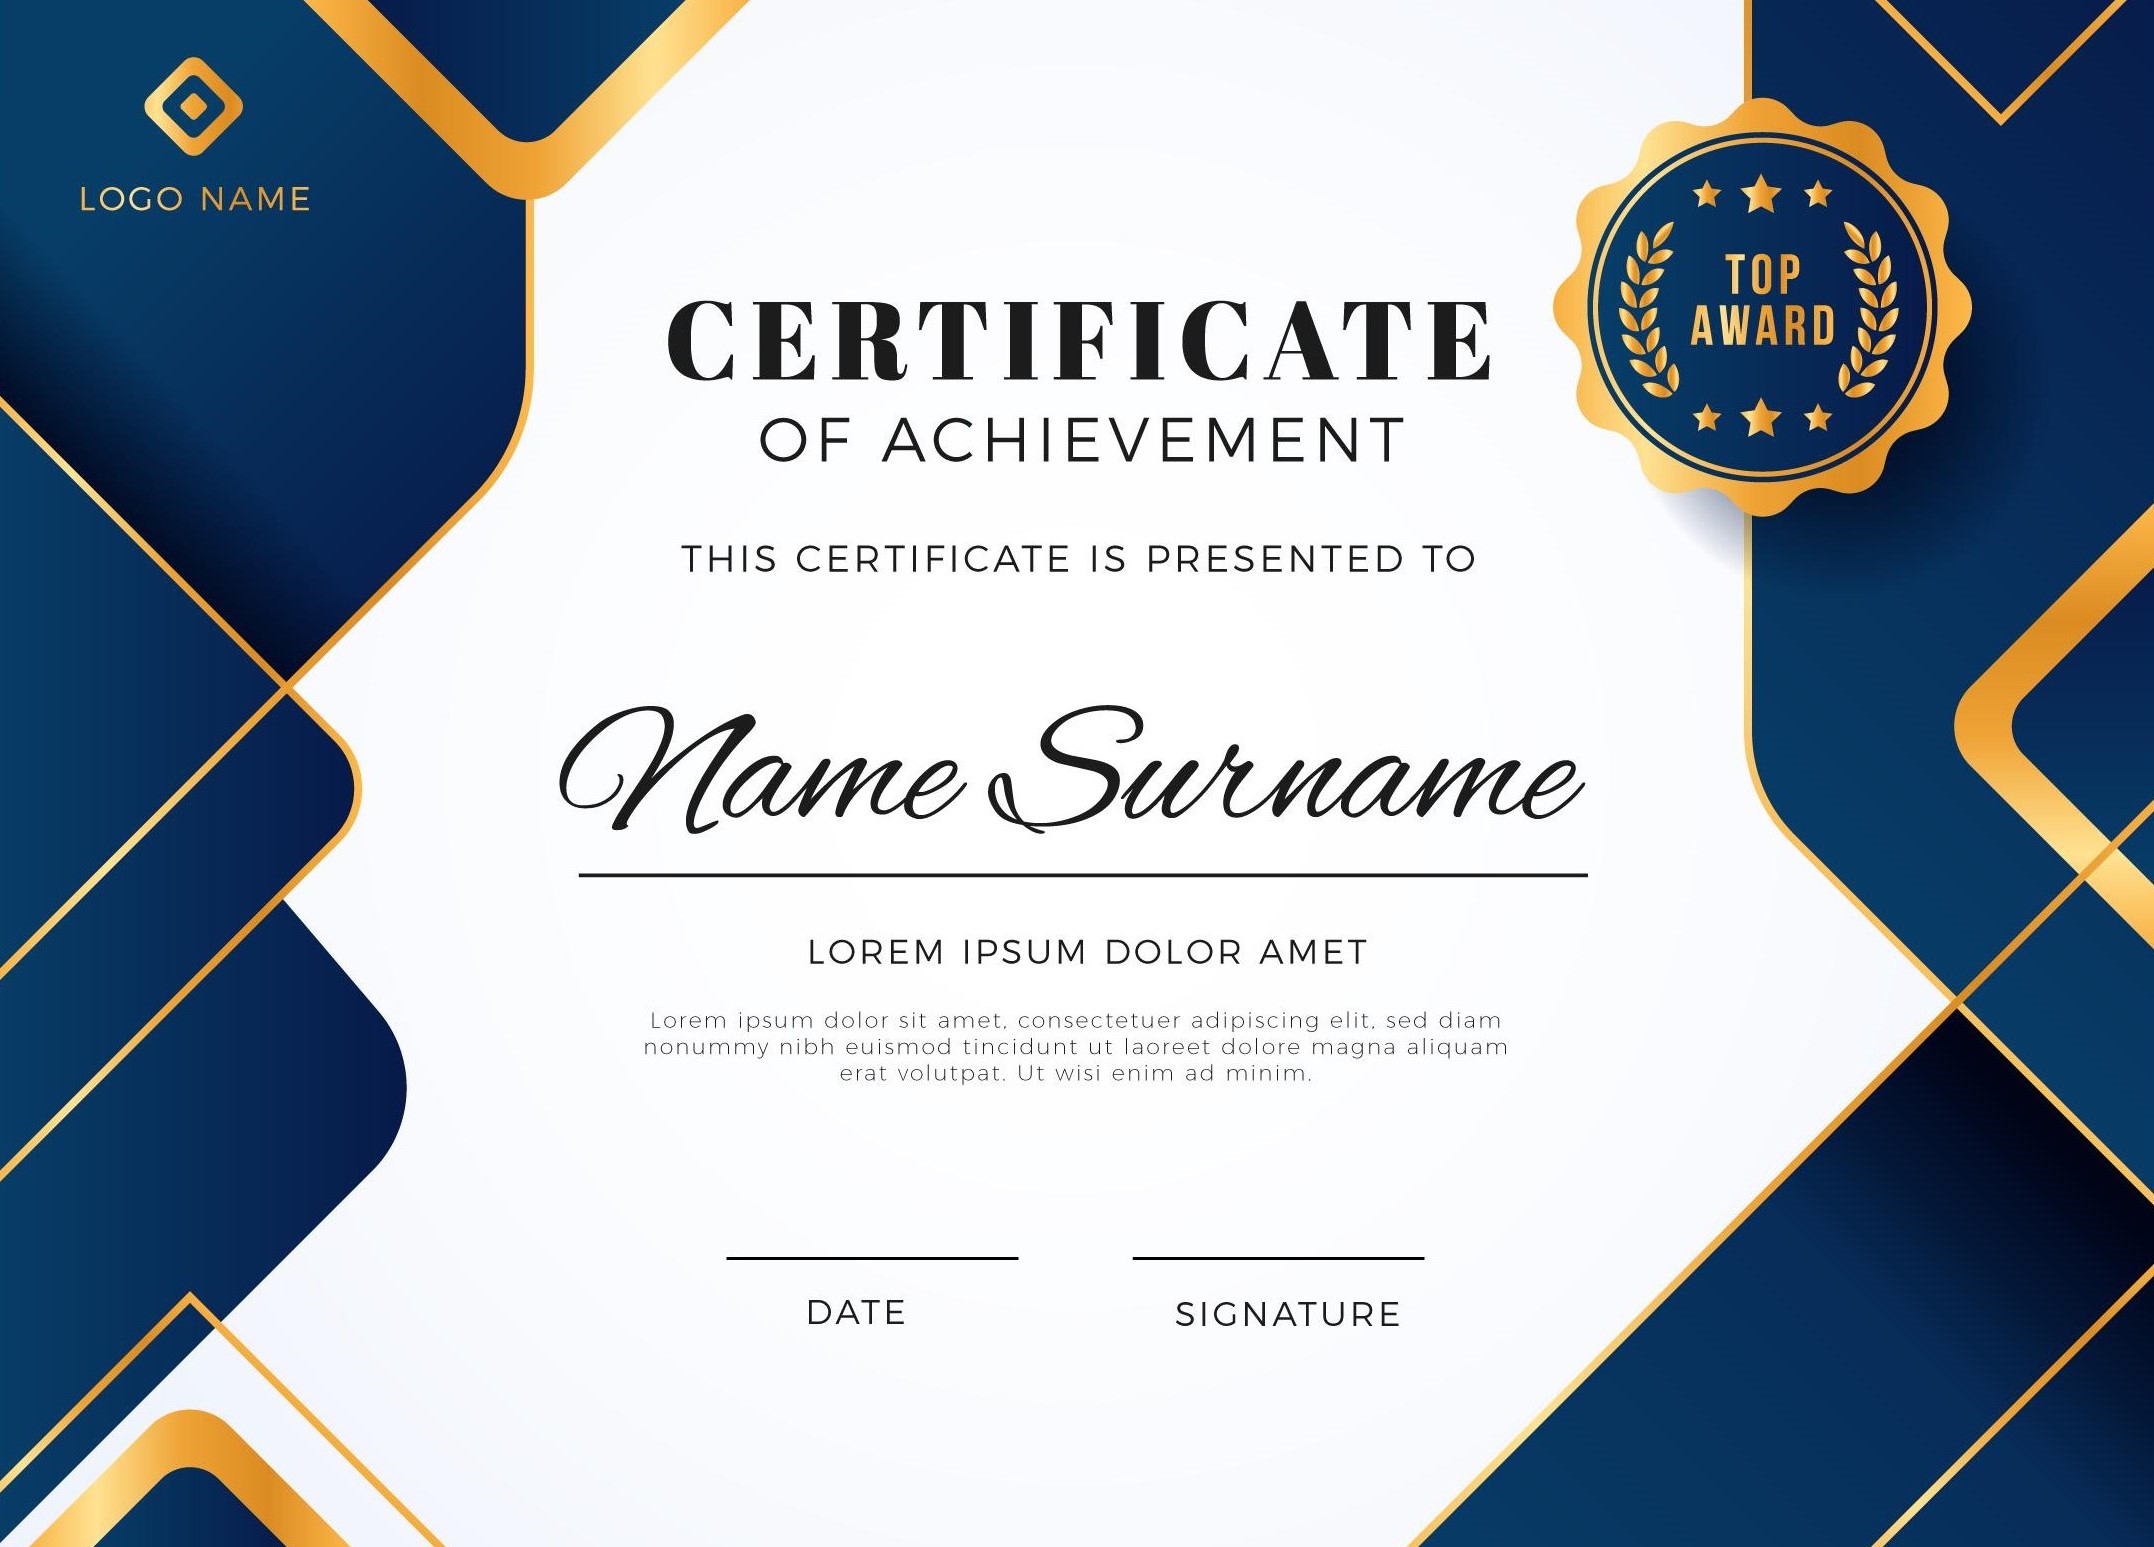 LOGO NAME
TOP
AWARD
CERTIFICATE
OF ACHIEVEMENT
THIS CERTIFICATE IS PRESENTED TO
Name Surname
LOREM IPSUM DOLOR AMET
Lorem ipsum dolor sit amet, consectetuer adipiscing elit, sed diam
nonummy nibh euismod tincidunt ut laoreet dolore magna aliquam
erat volutpat. Ut wisi enim ad minim.
DATE
SIGNATURE